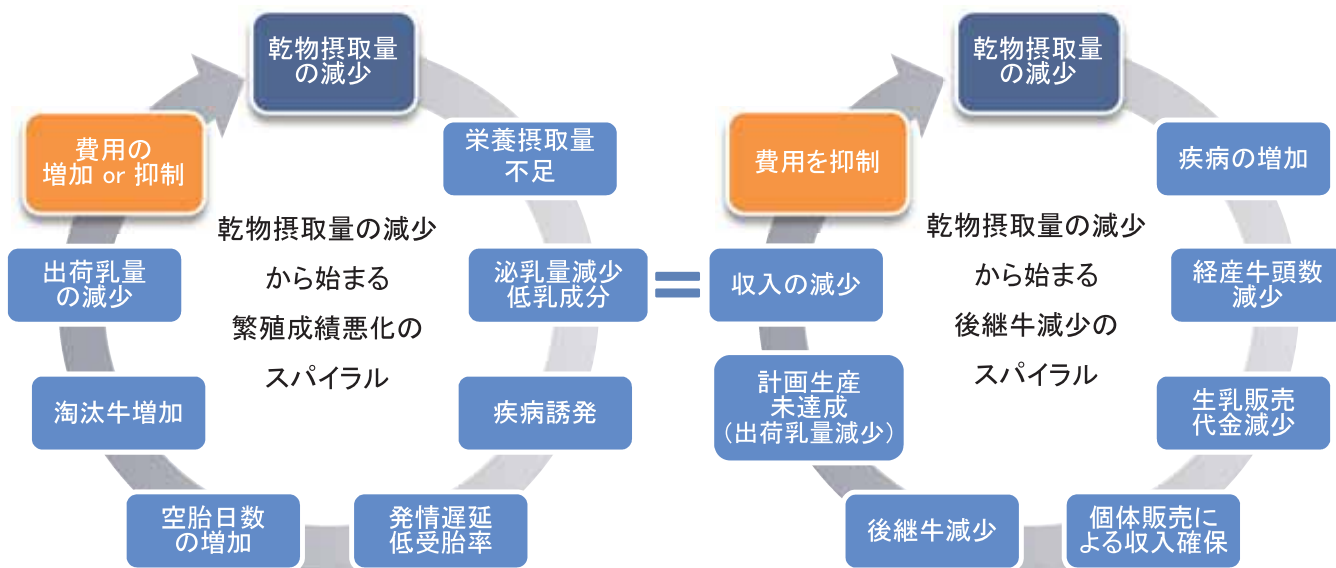 乾物摂取量
の減少
栄養摂取量
不足
泌乳量減少
低乳成分
疾病誘発
発情遅延
低受胎率
空胎日数
の増加
淘汰牛増加
出荷乳量
の減少
費用の
増加 or 抑制
乾物摂取量の減少
から始まる
繁殖成績悪化の
スパイラル
=
乾物摂取量
の減少
疾病の増加
経産牛頭数
減少
生乳販売
代金減少
個体販売に
よる収入確保
後継牛減少
計画生産
未達成
(出荷乳量減少)
収入の減少
費用を抑制
乾物摂取量の減少
から始まる
後継牛減少の
スパイラル